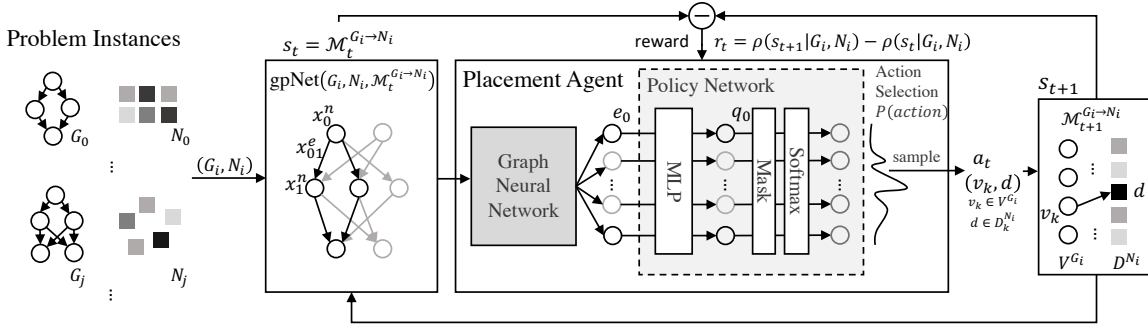 Problem Instances
G_0
N_0
⋮
G_j
N_j
⋮
(G_i, N_i)
s_t = ℳ_t^{G_i→N_i}
gpNet(G_i, N_i, ℳ_t^{G_i→N_i})
x_0^n
x_{01}^e
x_1^n
−
reward
r_t = ρ(s_{t+1}|G_i, N_i) − ρ(s_t|G_i, N_i)
Placement Agent
Graph
Neural
Network
e_0
...
Policy Network
MLP
q_0
...
Mask
Softmax
...
Action
Selection
P(action)
sample
a_t
(v_k, d)
v_k ∈ V^{G_i}
d ∈ D_k^{N_i}
s_{t+1}
ℳ_{t+1}^{G_i→N_i}
...
d
v_k
⋮ ...
V^{G_i} D^{N_i}